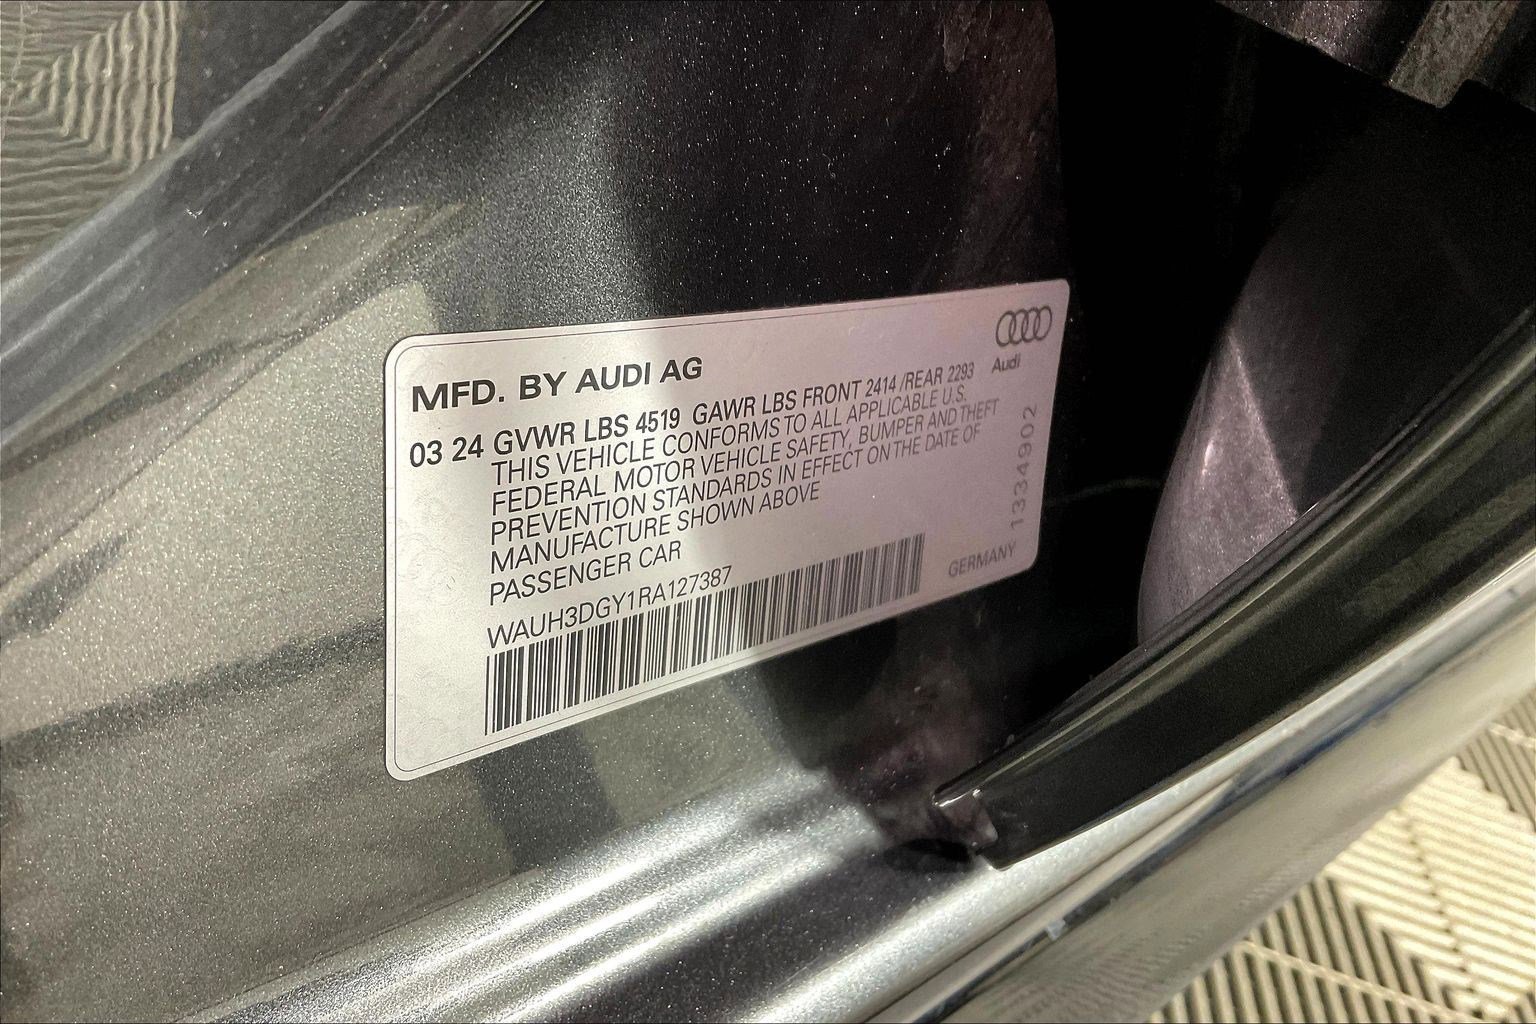 MFD. BY AUDI AG
Audi
03 24 GVWR LBS 4519 GAWR LBS FRONT 2414 /REAR 2293
THIS VEHICLE CONFORMS TO ALL APPLICABLE U.S.
FEDERAL MOTOR VEHICLE SAFETY, BUMPER AND THEFT
PREVENTION STANDARDS IN EFFECT ON THE DATE OF
MANUFACTURE SHOWN ABOVE
PASSENGER CAR
WAUH3DGY1RA127387
GERMANY
1334902